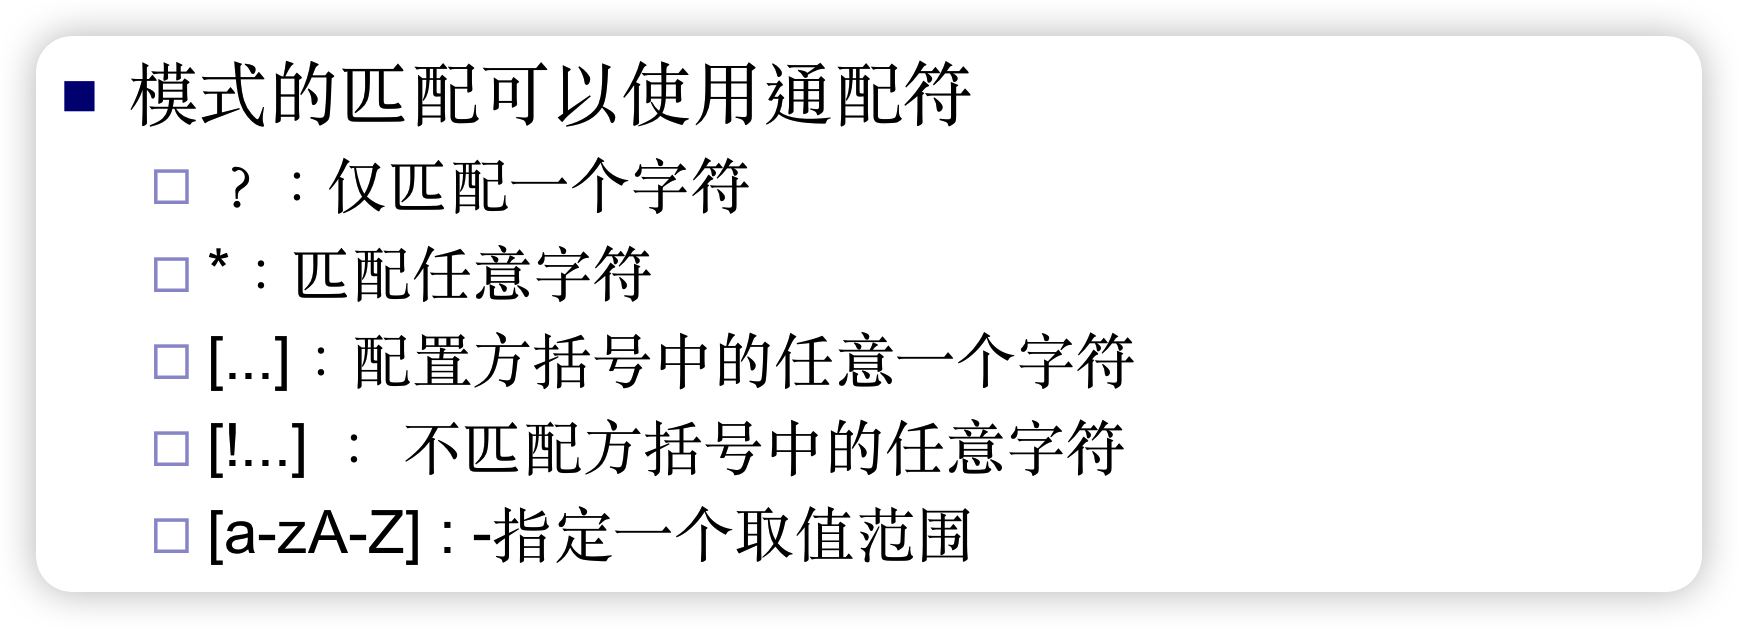 模式的匹配可以使用通配符
? ：仅匹配一个字符
*：匹配任意字符
[...]：配置方括号中的任意一个字符
[!...] ： 不匹配方括号中的任意字符
[a-zA-Z] : -指定一个取值范围